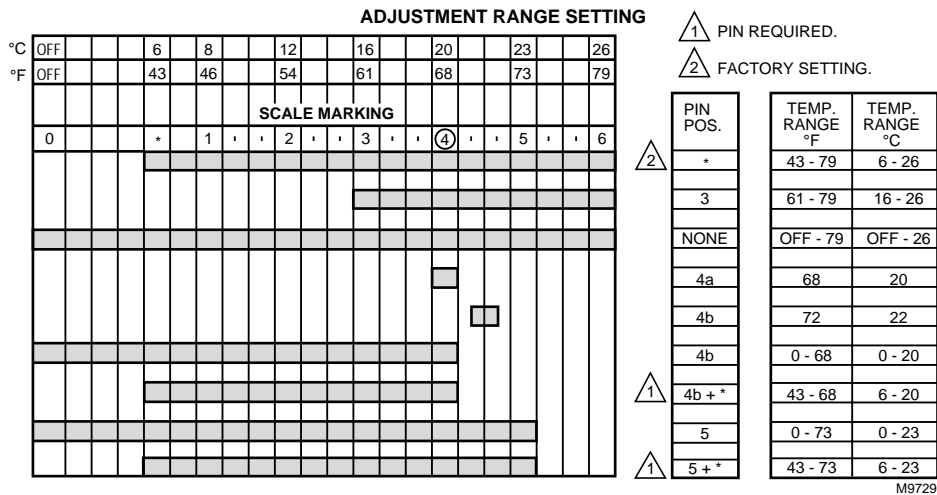 ADJUSTMENT RANGE SETTING
°C OFF 6 8 12 16 20 23 26
°F OFF 43 46 54 61 68 73 79
SCALE MARKING
0 * 1 ' ' 2 ' ' 3 ' ' 4 ' ' 5 ' ' 6
1 PIN REQUIRED.
2 FACTORY SETTING.
PIN POS. TEMP. RANGE °F TEMP. RANGE °C
2 * 43 - 79 6 - 26
3 61 - 79 16 - 26
NONE OFF - 79 OFF - 26
4a 68 20
4b 72 22
4b 0 - 68 0 - 20
1 4b + * 43 - 68 6 - 20
5 0 - 73 0 - 23
1 5 + * 43 - 73 6 - 23
M9729